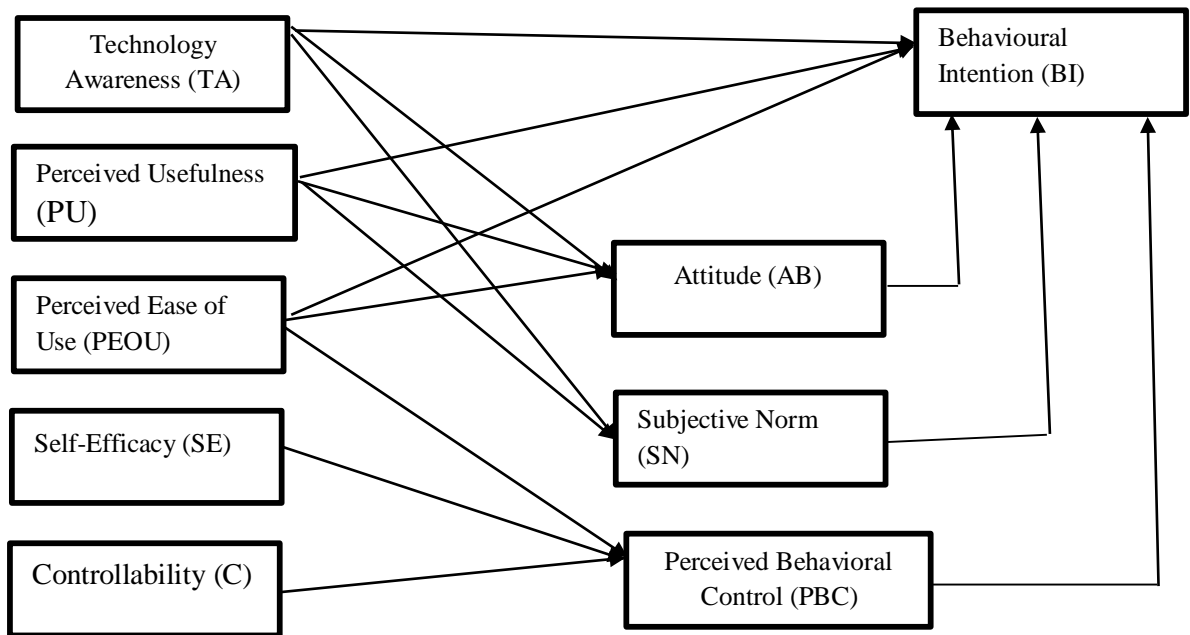 Technology
Awareness (TA)
Perceived Usefulness
(PU)
Perceived Ease of
Use (PEOU)
Self-Efficacy (SE)
Controllability (C)
Attitude (AB)
Subjective Norm
(SN)
Perceived Behavioral
Control (PBC)
Behavioural
Intention (BI)